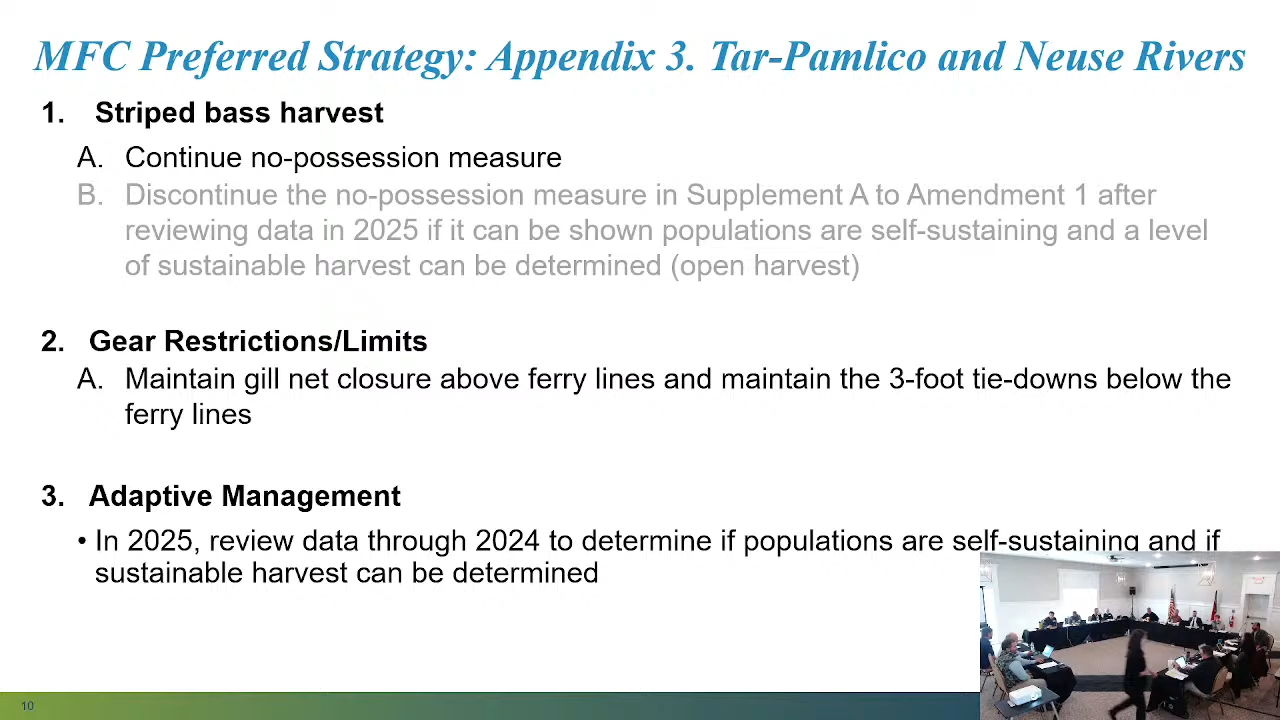 MFC Preferred Strategy: Appendix 3. Tar-Pamlico and Neuse Rivers
1. Striped bass harvest
A. Continue no-possession measure
B. Discontinue the no-possession measure in Supplement A to Amendment 1 after
reviewing data in 2025 if it can be shown populations are self-sustaining and a level
of sustainable harvest can be determined (open harvest)
2. Gear Restrictions/Limits
A. Maintain gill net closure above ferry lines and maintain the 3-foot tie-downs below the
ferry lines
3. Adaptive Management
• In 2025, review data through 2024 to determine if populations are self-sustaining and if
sustainable harvest can be determined
10